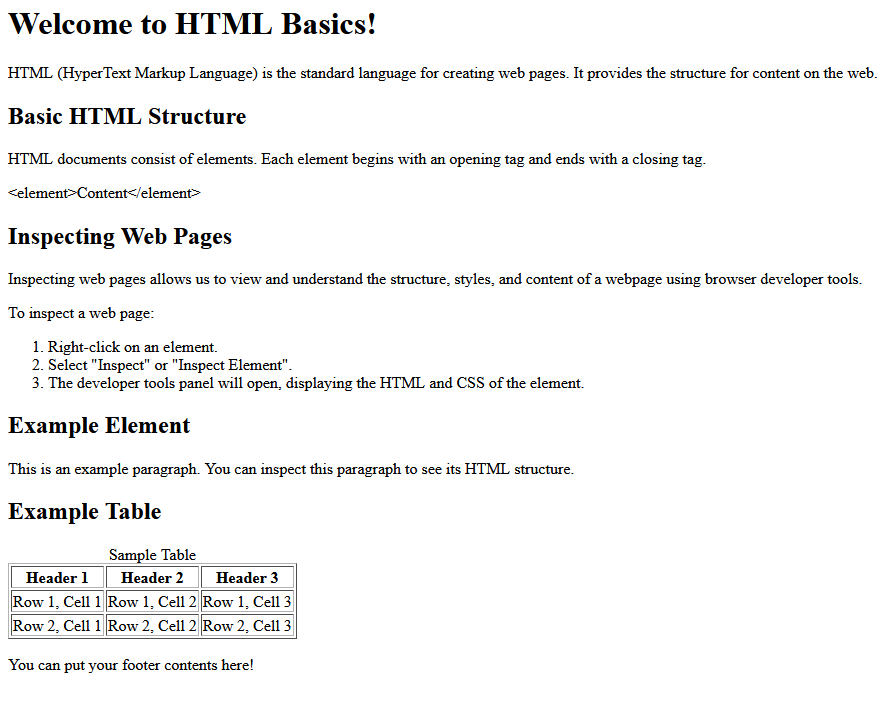 Welcome to HTML Basics!
HTML (HyperText Markup Language) is the standard language for creating web pages. It provides the structure for content on the web.
Basic HTML Structure
HTML documents consist of elements. Each element begins with an opening tag and ends with a closing tag.
<element>Content</element>
Inspecting Web Pages
Inspecting web pages allows us to view and understand the structure, styles, and content of a webpage using browser developer tools.
To inspect a web page:
1. Right-click on an element.
2. Select "Inspect" or "Inspect Element".
3. The developer tools panel will open, displaying the HTML and CSS of the element.
Example Element
This is an example paragraph. You can inspect this paragraph to see its HTML structure.
Example Table
Sample Table
Header 1 Header 2 Header 3
Row 1, Cell 1 Row 1, Cell 2 Row 1, Cell 3
Row 2, Cell 1 Row 2, Cell 2 Row 2, Cell 3
You can put your footer contents here!